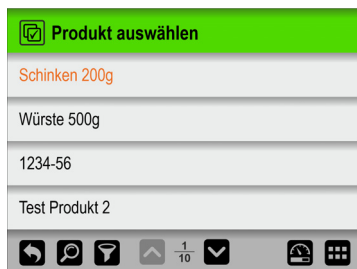 Produkt auswählen
Schinken 200g
Würste 500g
1234-56
Test Produkt 2
1
10